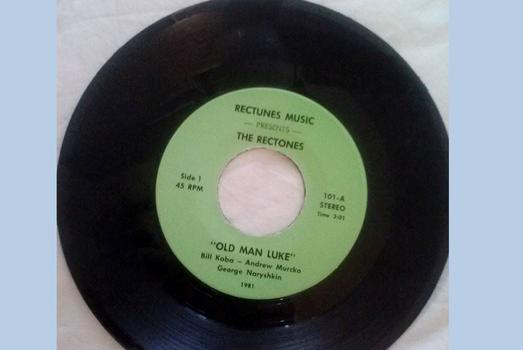 RECTUNES MUSIC
— PRESENTS —
THE RECTONES
Side 1
45 RPM
101-A
STEREO
Time 3:01
"OLD MAN LUKE"
Bill Koba — Andrew Murcko
George Naryshkin
1981